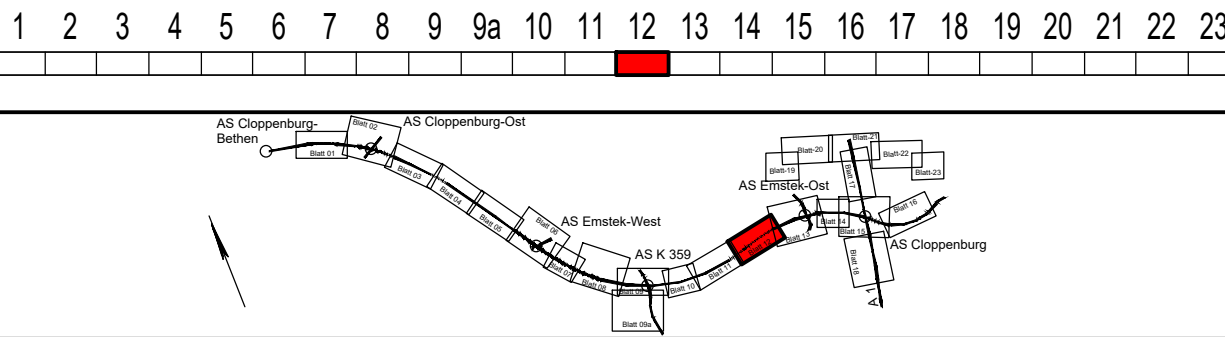 1 2 3 4 5 6 7 8 9 9a 10 11 12 13 14 15 16 17 18 19 20 21 22 23
AS Cloppenburg-
Bethen
Blatt 01
Blatt 02
AS Cloppenburg-Ost
Blatt 03
Blatt 04
Blatt 05
Blatt 06
AS Emstek-West
Blatt 07
Blatt 08
AS K 359
Blatt 09
Blatt 09a
Blatt 10
Blatt 11
Blatt 12
AS Emstek-Ost
Blatt 13
Blatt 14
Blatt 15
Blatt 16
AS Cloppenburg
Blatt 17
Blatt 18
A 1
Blatt-19
Blatt-20
Blatt-21
Blatt-22
Blatt-23